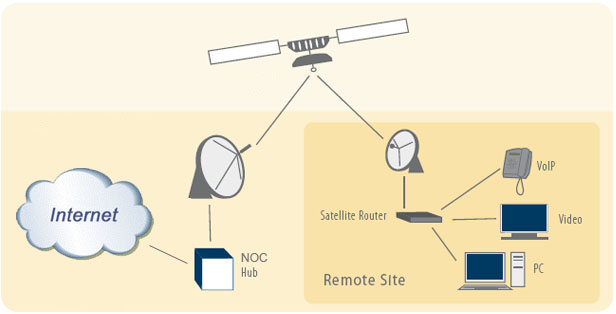 Internet
NOC
Hub
Satellite Router
VoIP
Video
PC
Remote Site